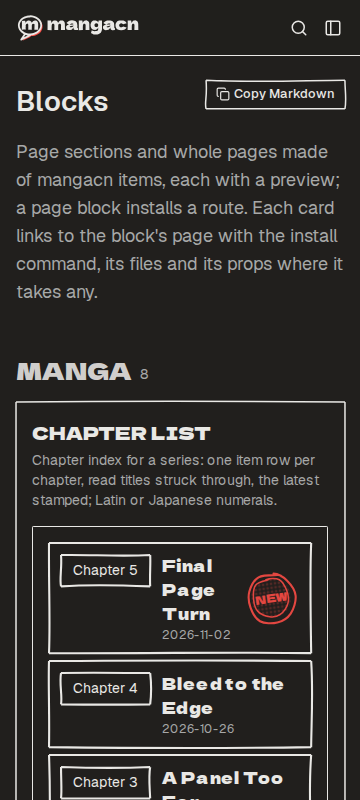 mangacn
Blocks
Copy Markdown
Page sections and whole pages made
of mangacn items, each with a preview;
a page block installs a route. Each card
links to the block's page with the install
command, its files and its props where it
takes any.
MANGA 8
CHAPTER LIST
Chapter index for a series: one item row per
chapter, read titles struck through, the latest
stamped; Latin or Japanese numerals.
Chapter 5
Final
Page
Turn
2026-11-02
NEW
Chapter 4
Bleed to the
Edge
2026-10-26
Chapter 3
A Panel Too